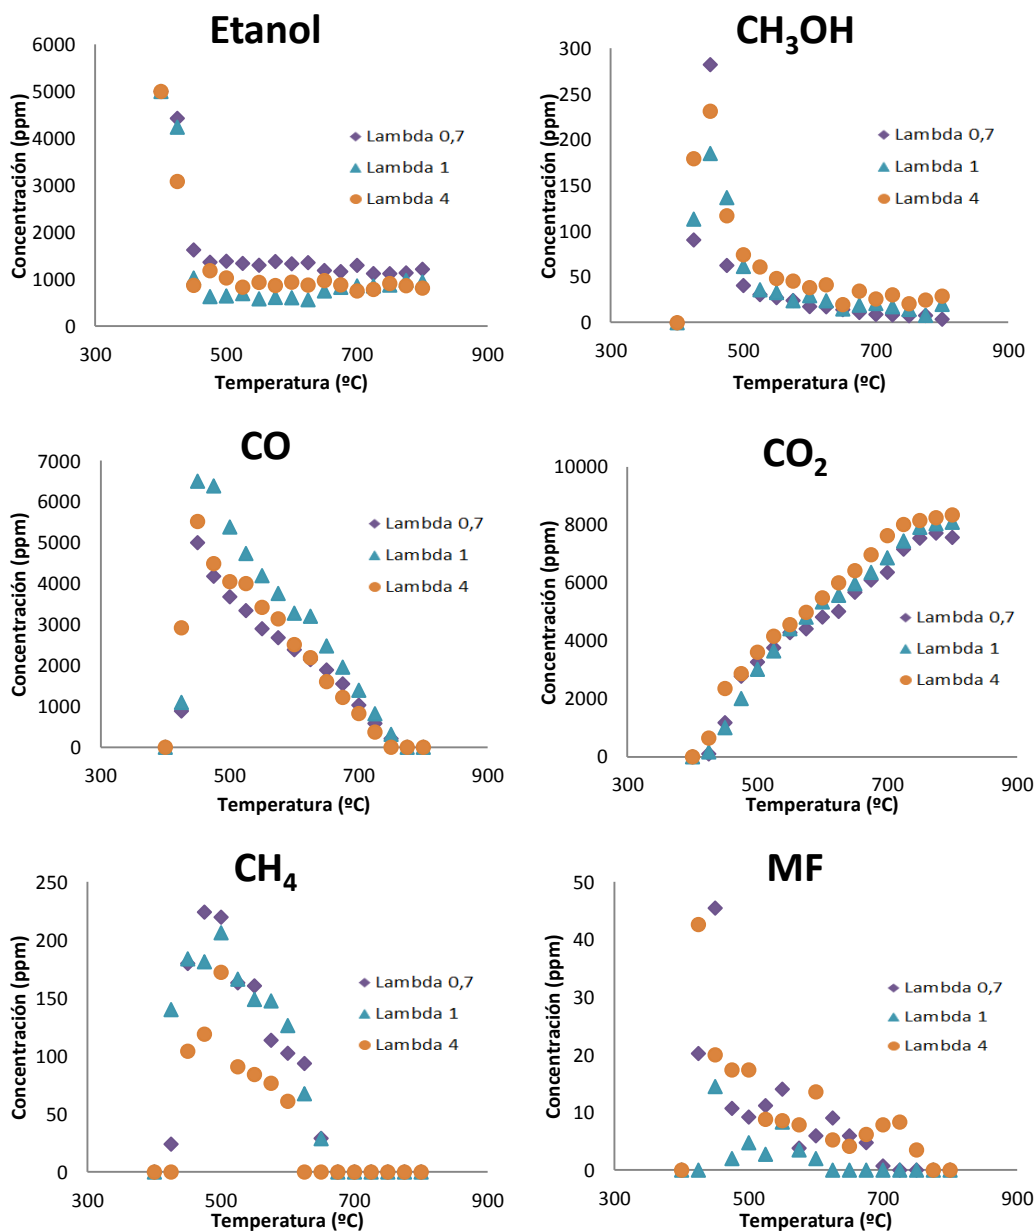 Etanol
Concentración (ppm)
6000
5000
4000
3000
2000
1000
0
300
500
700
900
Temperatura (ºC)
Lambda 0,7
Lambda 1
Lambda 4
CH₃OH
Concentración (ppm)
300
250
200
150
100
50
0
300
500
700
900
Temperatura (ºC)
Lambda 0,7
Lambda 1
Lambda 4
CO
Concentración (ppm)
7000
6000
5000
4000
3000
2000
1000
0
300
500
700
900
Temperatura (ºC)
Lambda 0,7
Lambda 1
Lambda 4
CO₂
Concentración (ppm)
10000
8000
6000
4000
2000
0
300
500
700
900
Temperatura (ºC)
Lambda 0,7
Lambda 1
Lambda 4
CH₄
Concentración (ppm)
250
200
150
100
50
0
300
500
700
900
Temperatura (ºC)
Lambda 0,7
Lambda 1
Lambda 4
MF
Concentración (ppm)
50
40
30
20
10
0
300
500
700
900
Temperatura (ºC)
Lambda 0,7
Lambda 1
Lambda 4